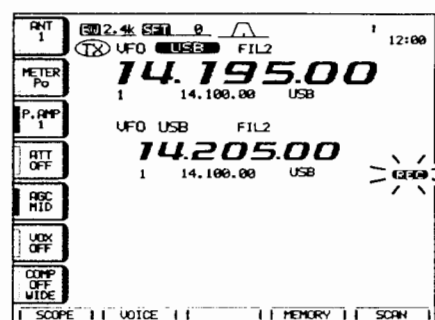 ANT 1
BW 2.4k SFT 0
12:00
TX VFO USB FIL2
METER Po
14.195.00
1 14.100.00 USB
P.AMP 1
VFO USB FIL2
ATT OFF
14.205.00
1 14.100.00 USB
REC
AGC MID
VOX OFF
COMP OFF WIDE
SCOPE VOICE MEMORY SCAN